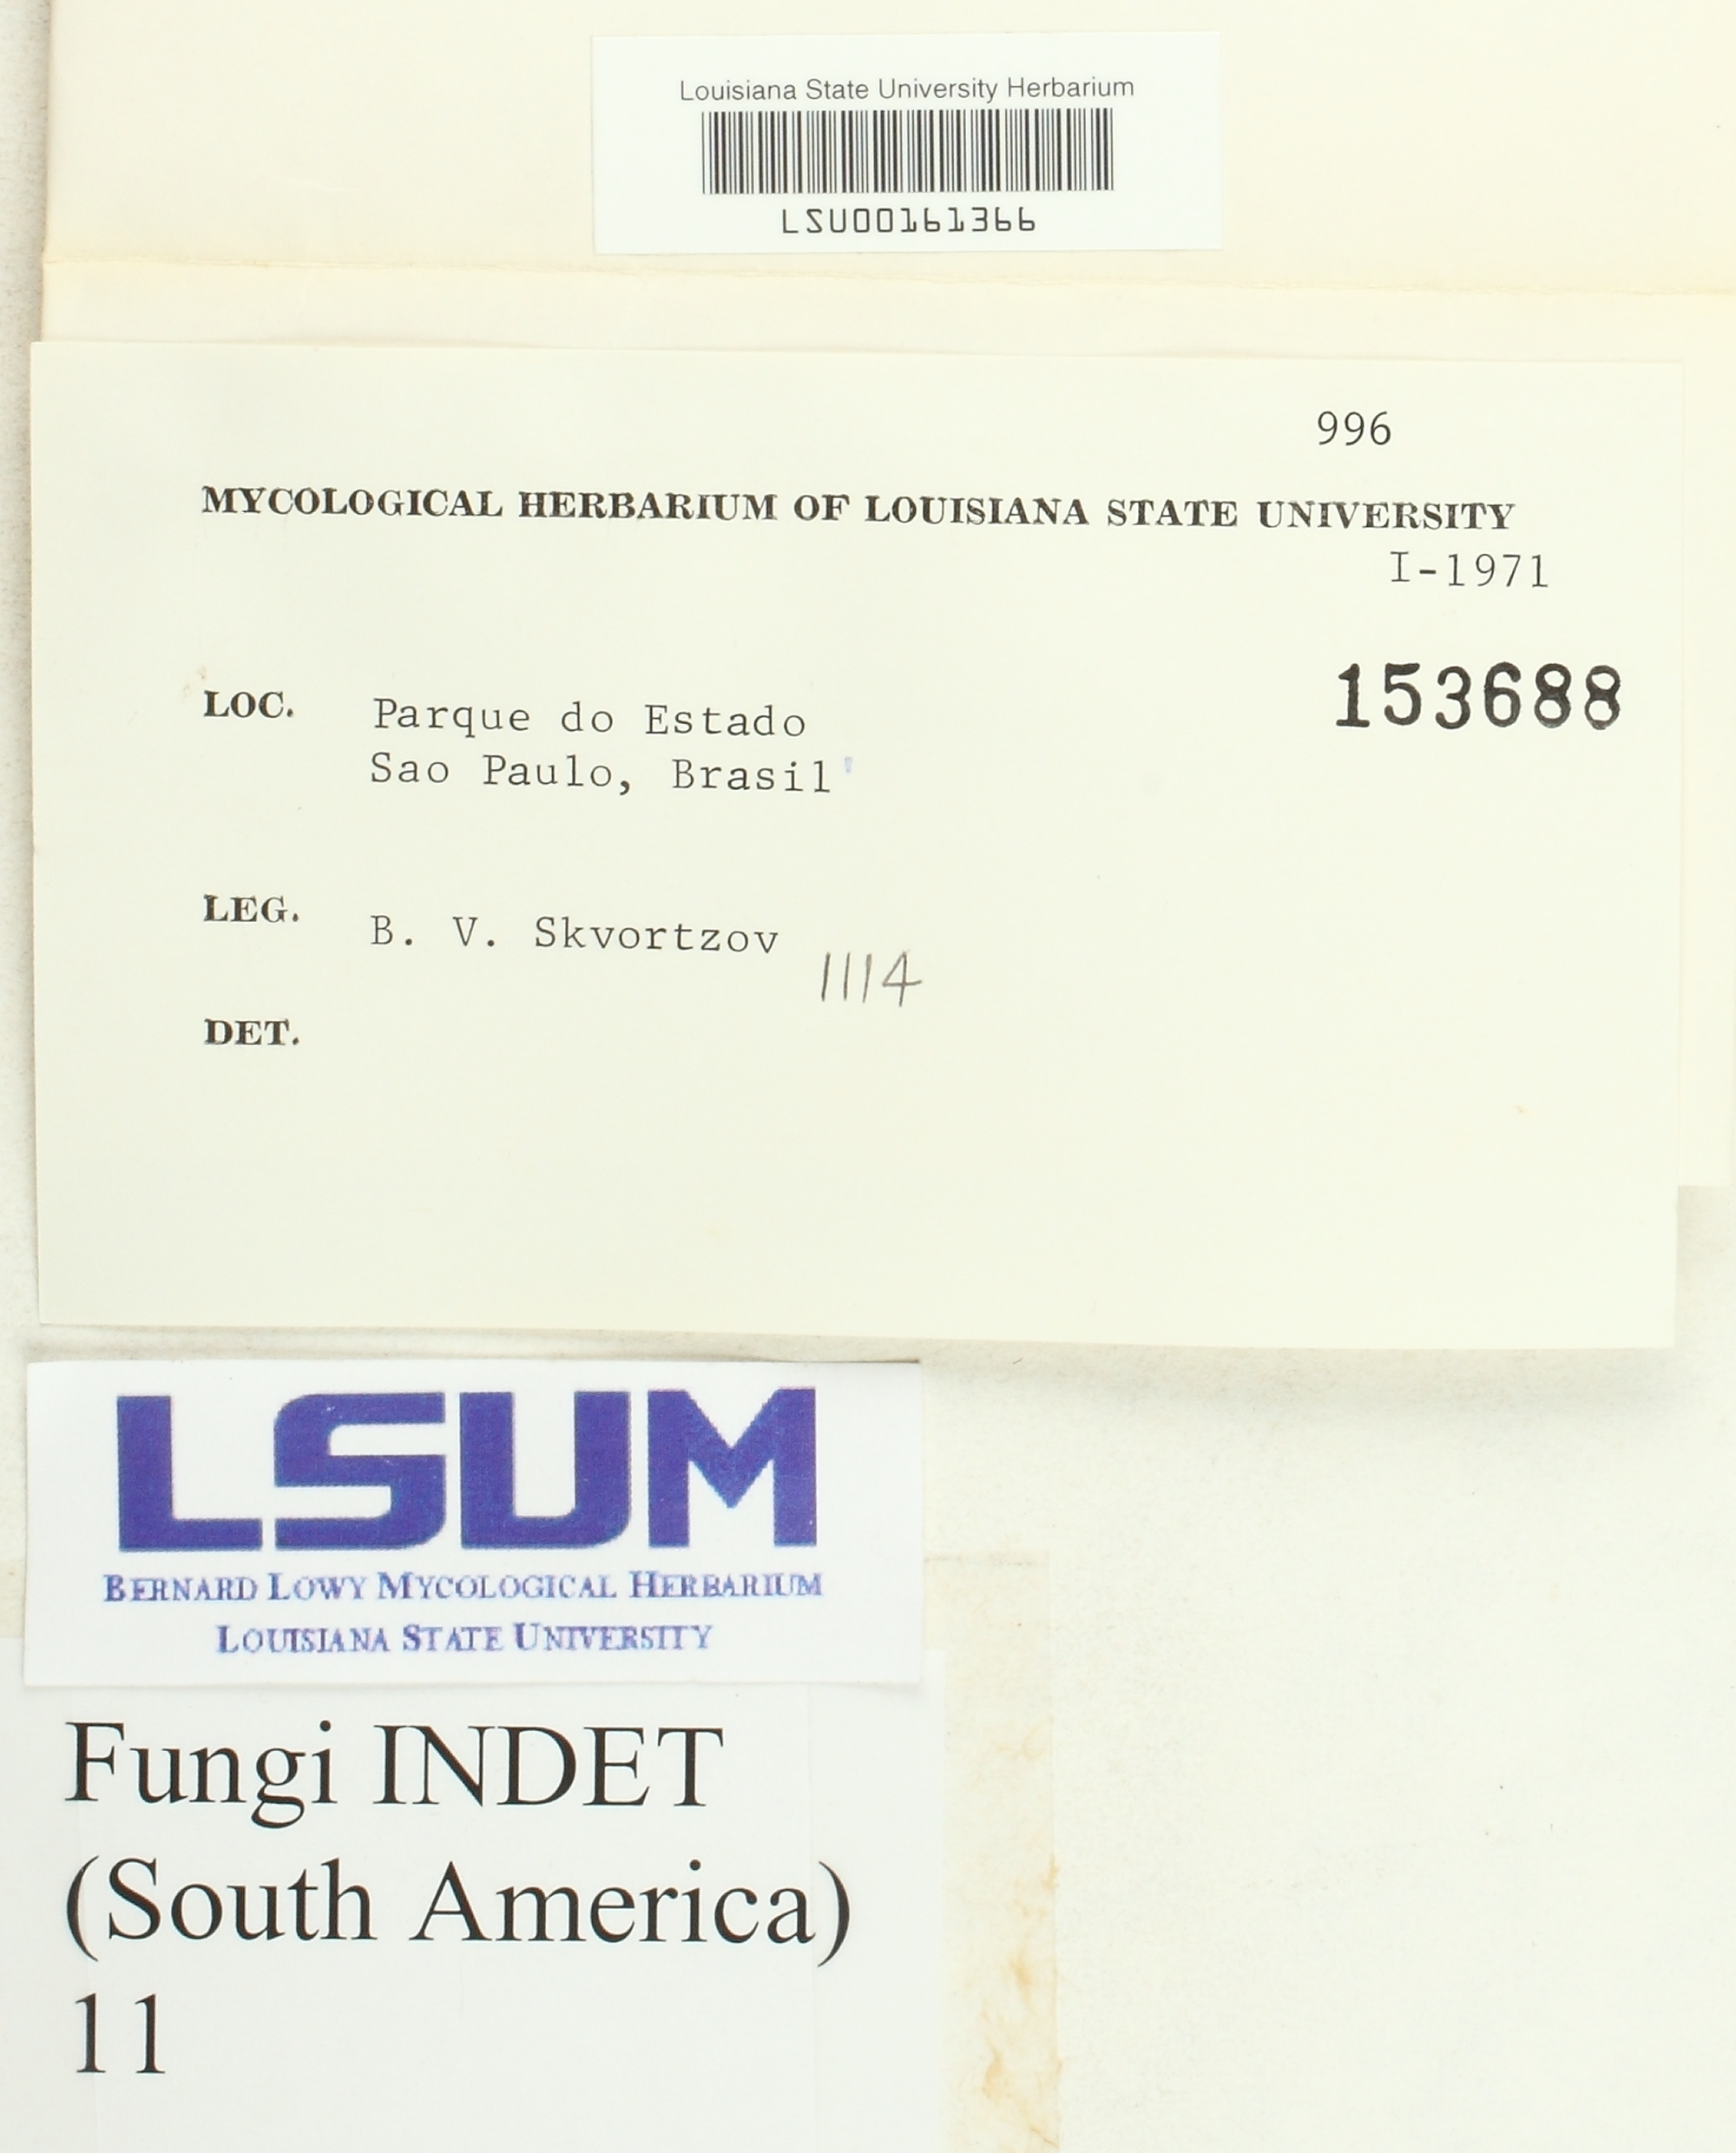 Louisiana State University Herbarium
LSU00161366
996
MYCOLOGICAL HERBARIUM OF LOUISIANA STATE UNIVERSITY
I-1971
153688
LOC. Parque do Estado
Sao Paulo, Brasil
LEG. B. V. Skvortzov
1114
DET.
LSUM
BERNARD LOWY MYCOLOGICAL HERBARIUM
LOUISIANA STATE UNIVERSITY
Fungi INDET
(South America)
11